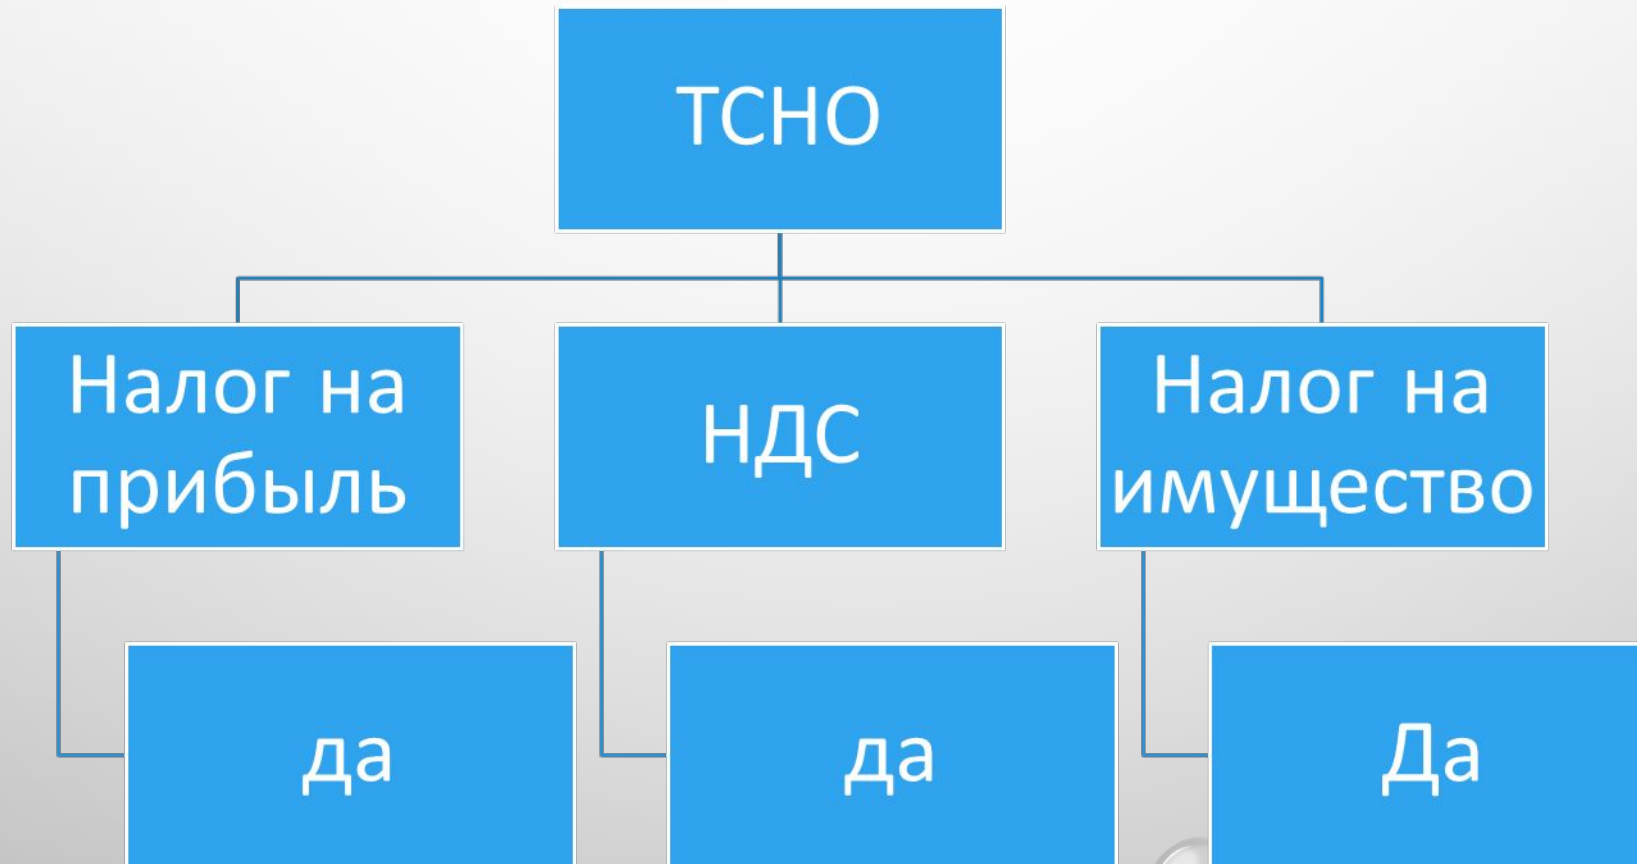 ТСНО
Налог на
прибыль
НДС
Налог на
имущество
да
да
Да